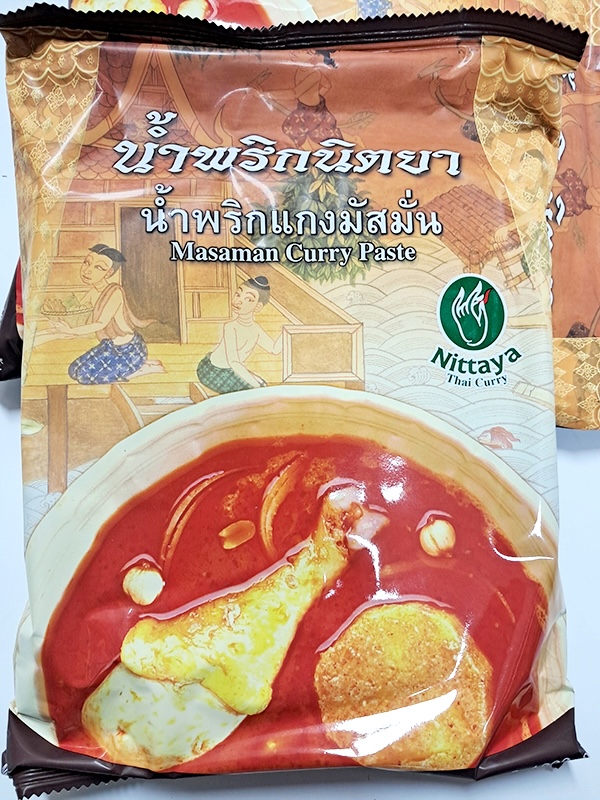 น้ำพริกนิตยา
น้ำพริกแกงมัสมั่น
Masaman Curry Paste
Nittaya
Thai Curry